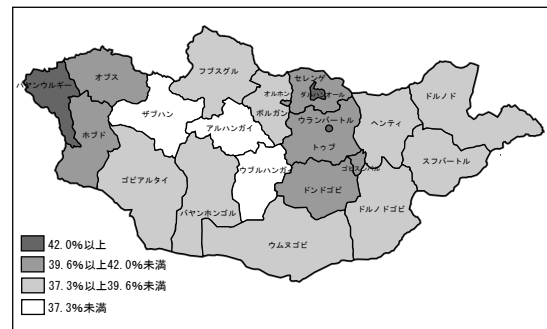 フブスグル
オブス
バヤンウルギー
セレンゲ
オルホン
ダルハンオール
ドルノド
ザブハン
ボルガン
アルハンガイ
ウランバートル
ヘンティ
ホブド
トゥブ
ゴビスンバル
スフバートル
ウブルハンガイ
ゴビアルタイ
ドンドゴビ
バヤンホンゴル
ドルノドゴビ
ウムヌゴビ
42.0%以上
39.6%以上42.0%未満
37.3%以上39.6%未満
37.3%未満